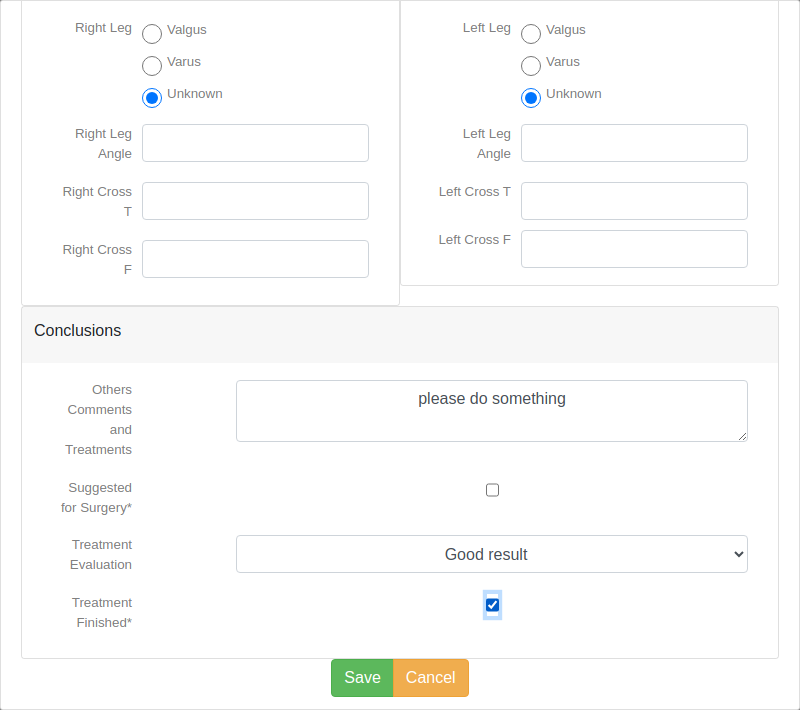 Right Leg
Valgus
Varus
Unknown
Right Leg
Angle
Right Cross
T
Right Cross
F
Left Leg
Valgus
Varus
Unknown
Left Leg
Angle
Left Cross T
Left Cross F
Conclusions
Others
Comments
and
Treatments
please do something
Suggested
for Surgery*
Treatment
Evaluation
Good result
Treatment
Finished*
Save
Cancel